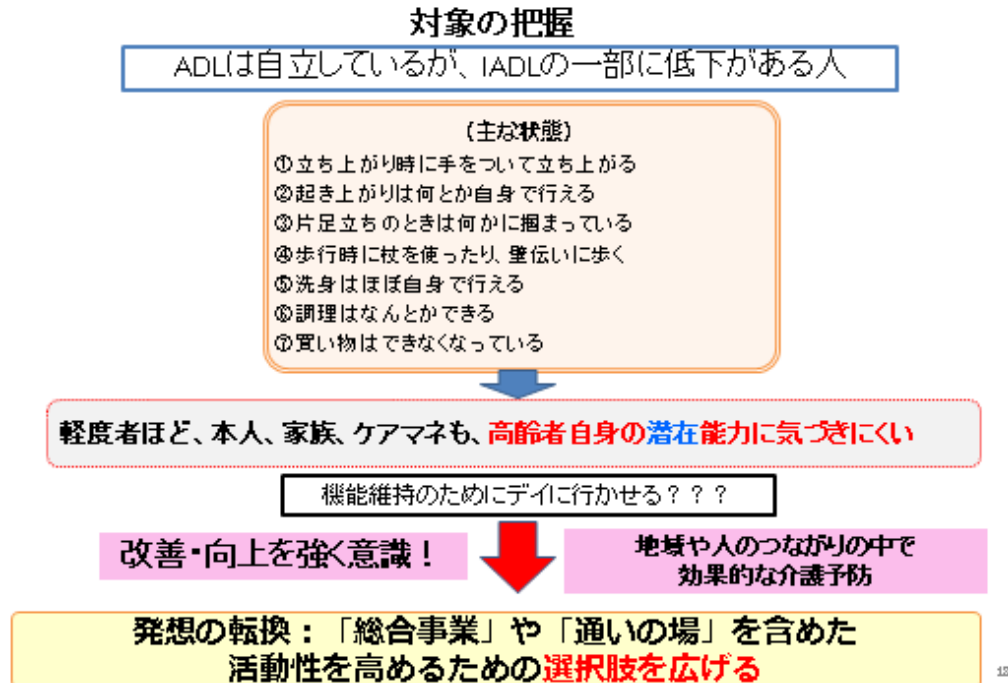 対象の把握
ADLは自立しているが、IADLの一部に低下がある人
(主な状態)
①立ち上がり時に手をついて立ち上がる
②起き上がりは何とか自身で行える
③片足立ちのときは何かに掴まっている
④歩行時に杖を使ったり、壁伝いに歩く
⑤洗身はほぼ自身で行える
⑥調理はなんとかできる
⑦買い物はできなくなっている
軽度者ほど、本人、家族、ケアマネも、高齢者自身の潜在能力に気づきにくい
機能維持のためにデイに行かせる???
改善・向上を強く意識!
地域や人のつながりの中で
効果的な介護予防
発想の転換:「総合事業」や「通いの場」を含めた
活動性を高めるための選択肢を広げる